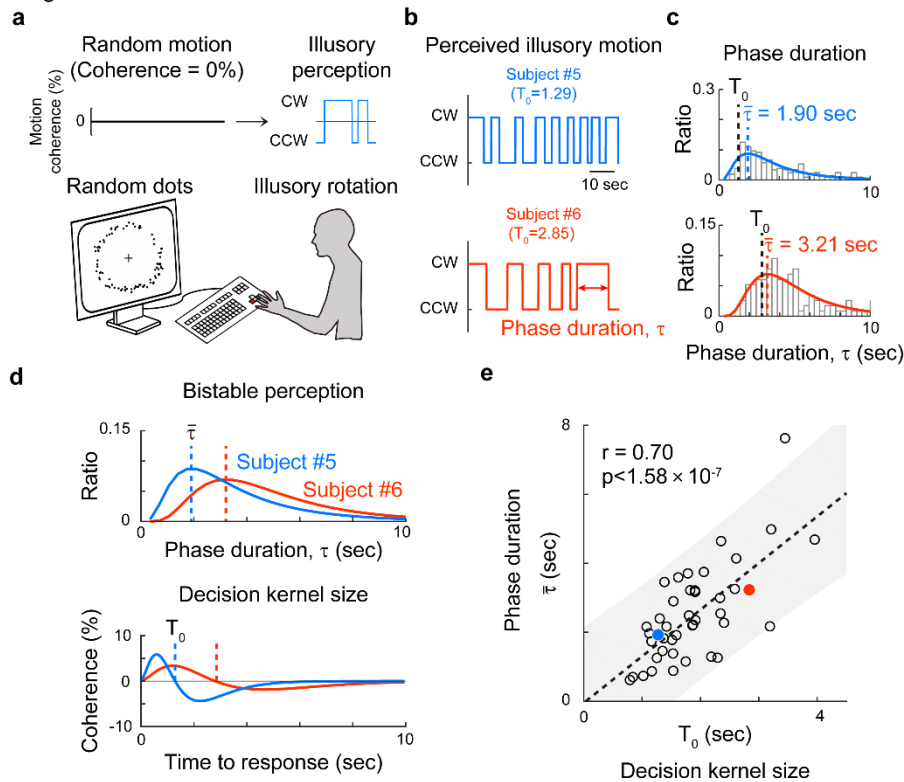 a
Random motion
(Coherence = 0%)
Illusory
perception
Motion
coherence (%)
0
CW
CCW
Random dots
Illusory rotation
b
Perceived illusory motion
Subject #5
(T0=1.29)
CW
CCW
10 sec
Subject #6
(T0=2.85)
CW
CCW
Phase duration, τ
c
Phase duration
0.3
T0
τ̄ = 1.90 sec
Ratio
0
10
0.15
T0
τ̄ = 3.21 sec
Ratio
0
0
10
Phase duration, τ (sec)
d
Bistable perception
0.15
τ̄
Subject #5
Subject #6
Ratio
0
0
10
Phase duration, τ (sec)
Decision kernel size
T0
10
0
-10
Coherence (%)
0
10
Time to response (sec)
e
8
r = 0.70
p<1.58 × 10-7
Phase duration
τ̄ (sec)
0
0
4
T0 (sec)
Decision kernel size